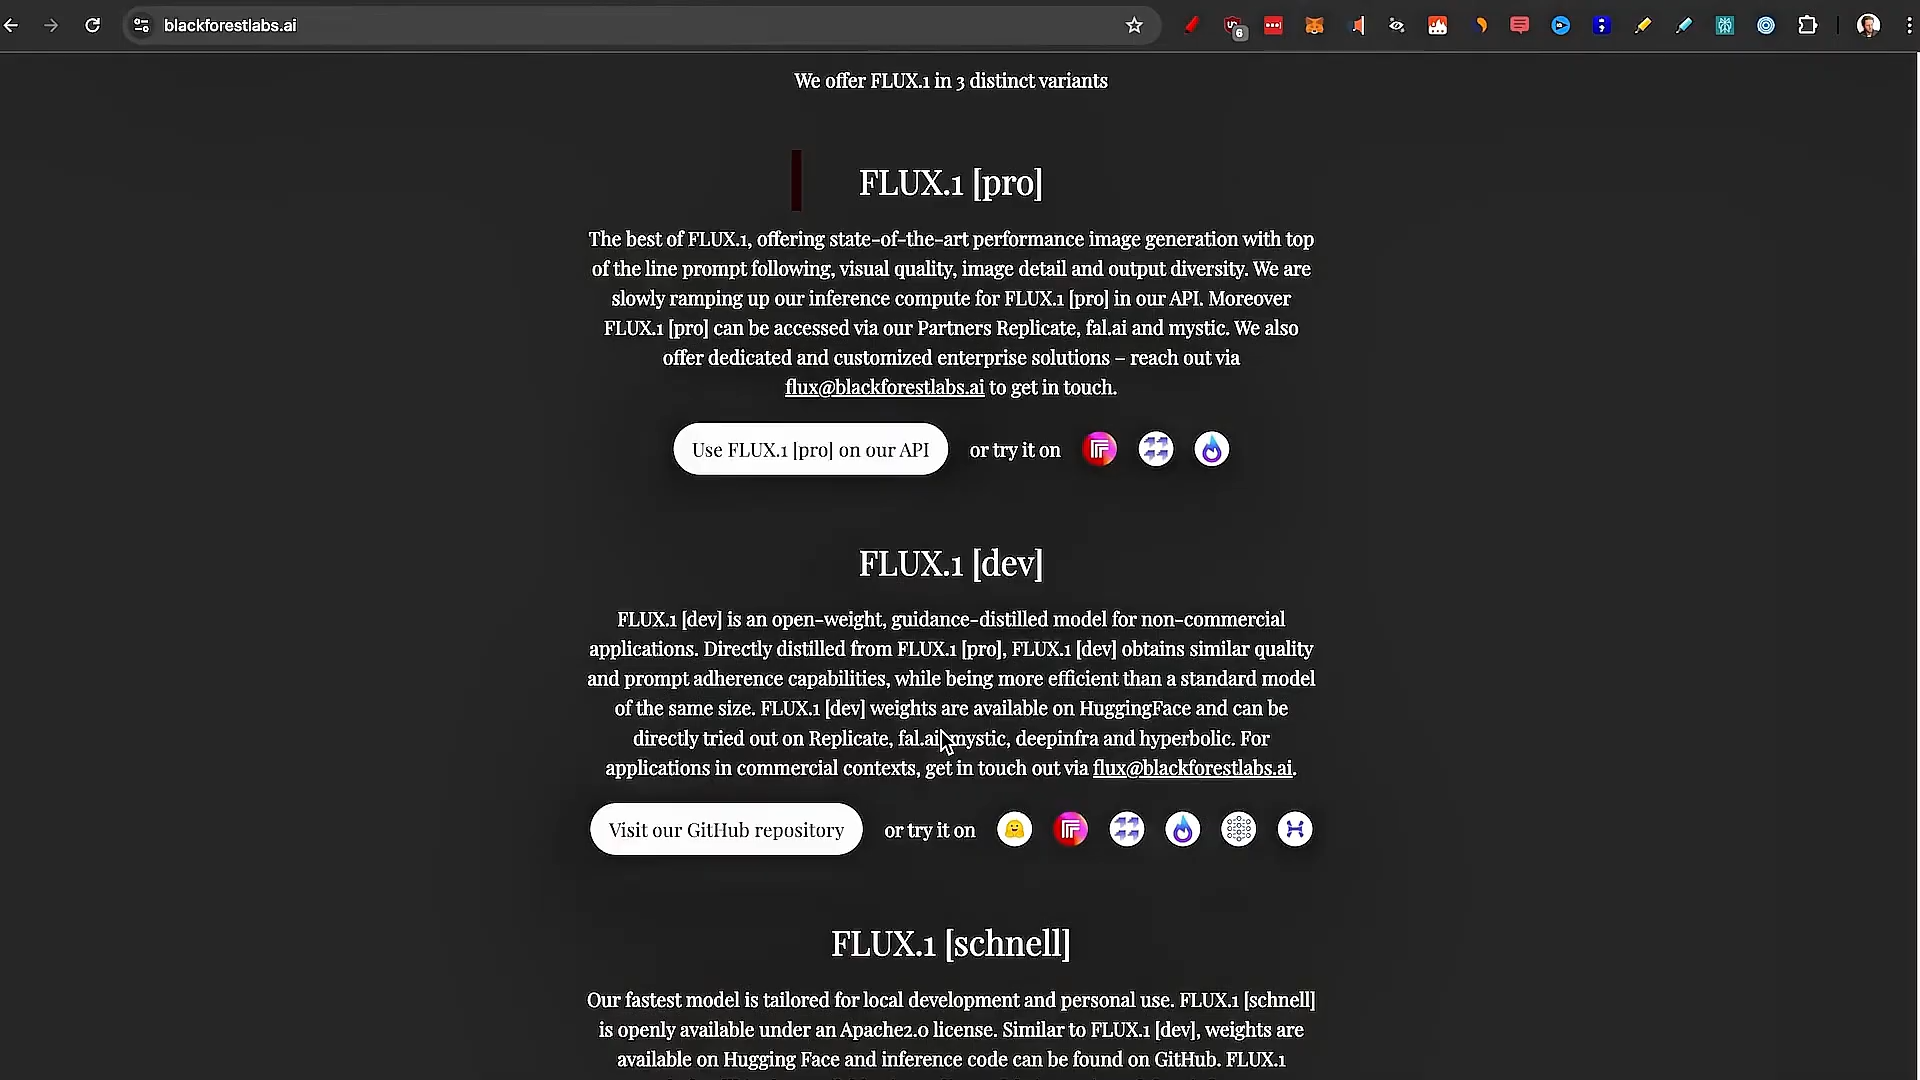 blackforestlabs.ai
6
We offer FLUX.1 in 3 distinct variants
FLUX.1 [pro]
The best of FLUX.1, offering state-of-the-art performance image generation with top
of the line prompt following, visual quality, image detail and output diversity. We are
slowly ramping up our inference compute for FLUX.1 [pro] in our API. Moreover
FLUX.1 [pro] can be accessed via our Partners Replicate, fal.ai and mystic. We also
offer dedicated and customized enterprise solutions – reach out via
flux@blackforestlabs.ai to get in touch.
Use FLUX.1 [pro] on our API or try it on
FLUX.1 [dev]
FLUX.1 [dev] is an open-weight, guidance-distilled model for non-commercial
applications. Directly distilled from FLUX.1 [pro], FLUX.1 [dev] obtains similar quality
and prompt adherence capabilities, while being more efficient than a standard model
of the same size. FLUX.1 [dev] weights are available on HuggingFace and can be
directly tried out on Replicate, fal.ai, mystic, deepinfra and hyperbolic. For
applications in commercial contexts, get in touch out via flux@blackforestlabs.ai.
Visit our GitHub repository or try it on
FLUX.1 [schnell]
Our fastest model is tailored for local development and personal use. FLUX.1 [schnell]
is openly available under an Apache2.0 license. Similar to FLUX.1 [dev], weights are
available on Hugging Face and inference code can be found on GitHub. FLUX.1